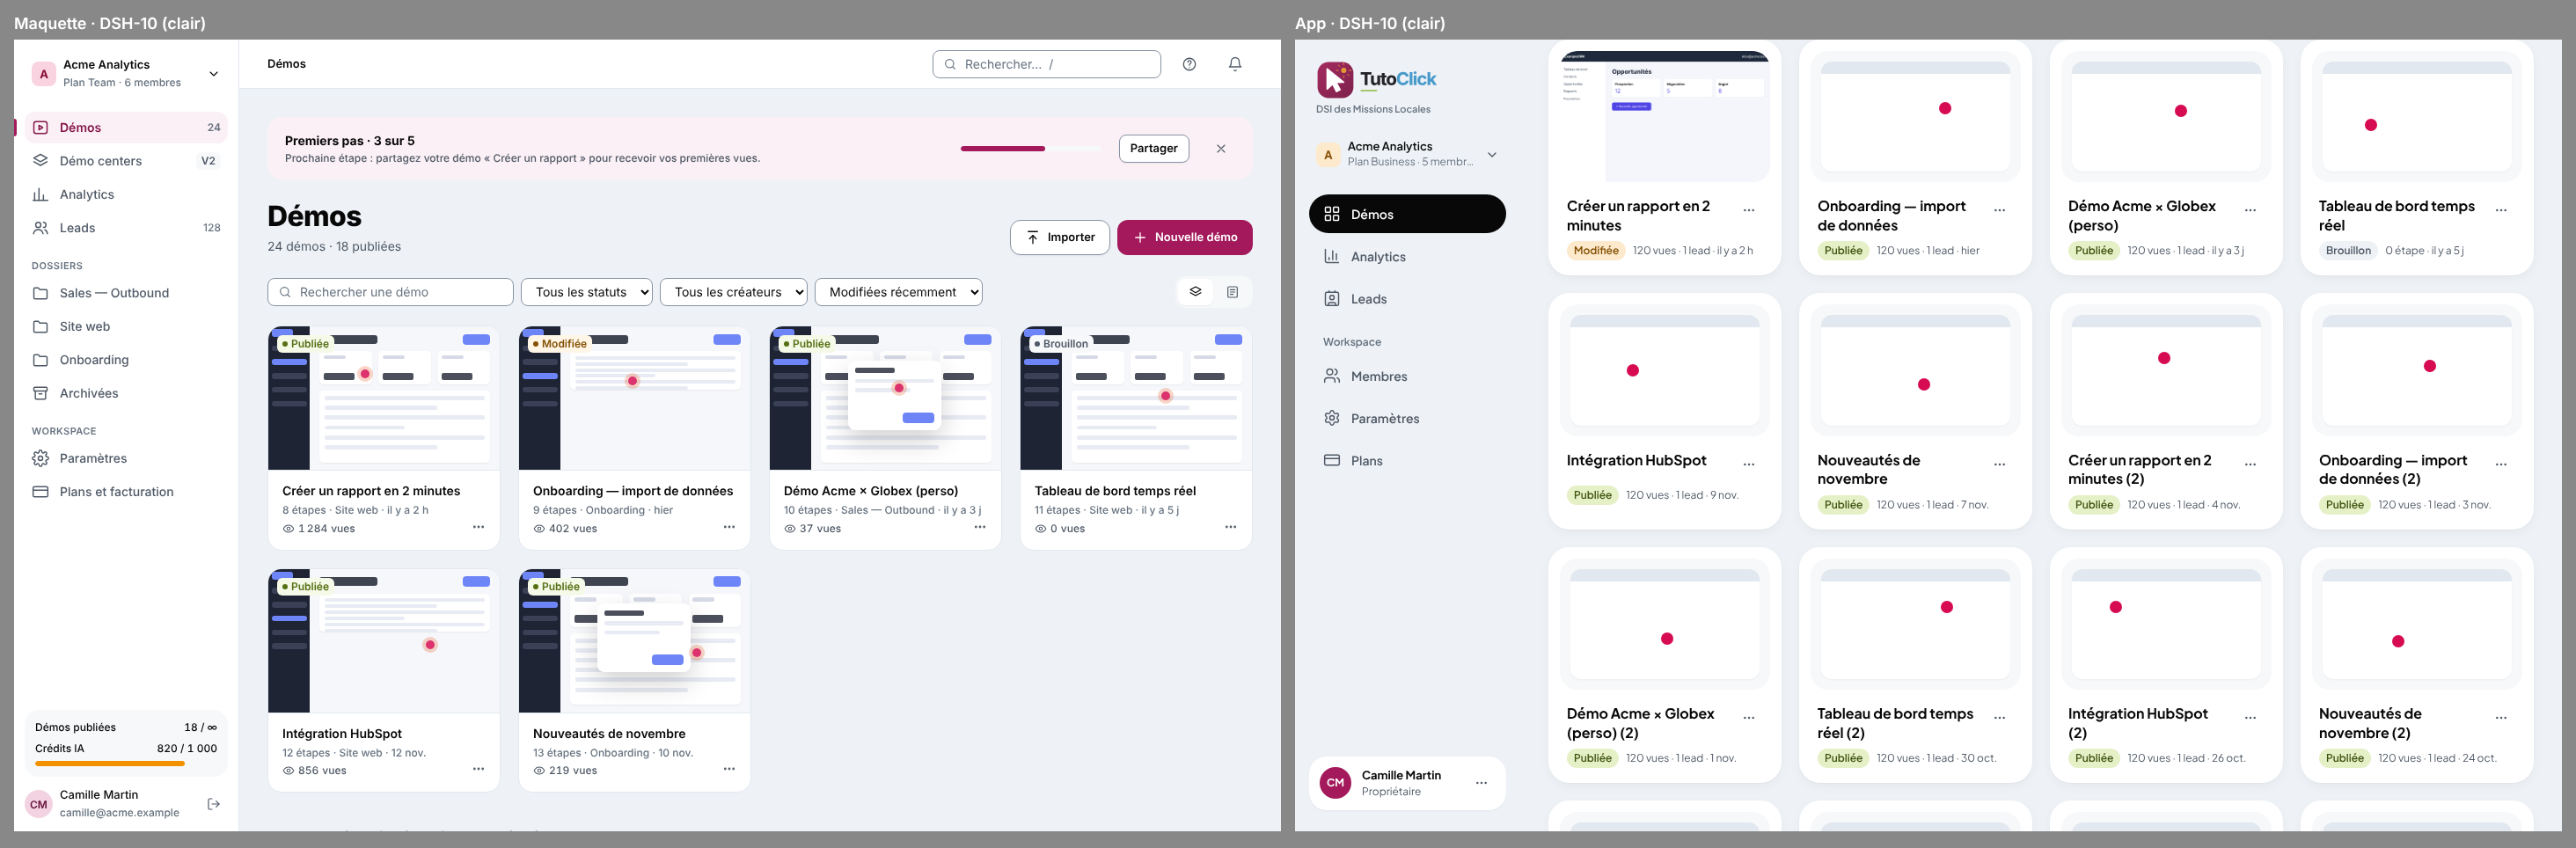 Maquette · DSH-10 (clair)
A
Acme Analytics
Plan Team · 6 membres
Démos
24
Démo centers
V2
Analytics
Leads
128
DOSSIERS
Sales — Outbound
Site web
Onboarding
Archivées
WORKSPACE
Paramètres
Plans et facturation
Démos publiées
18 / ∞
Crédits IA
820 / 1 000
CM
Camille Martin
camille@acme.example
Démos
Rechercher... /
Premiers pas · 3 sur 5
Prochaine étape : partagez votre démo « Créer un rapport » pour recevoir vos premières vues.
Partager
Démos
24 démos · 18 publiées
Importer
Nouvelle démo
Rechercher une démo
Tous les statuts
Tous les créateurs
Modifiées récemment
Publiée
Créer un rapport en 2 minutes
8 étapes · Site web · il y a 2 h
1 284 vues
Modifiée
Onboarding — import de données
9 étapes · Onboarding · hier
402 vues
Publiée
Démo Acme × Globex (perso)
10 étapes · Sales — Outbound · il y a 3 j
37 vues
Brouillon
Tableau de bord temps réel
11 étapes · Site web · il y a 5 j
0 vues
Publiée
Intégration HubSpot
12 étapes · Site web · 12 nov.
856 vues
Publiée
Nouveautés de novembre
13 étapes · Onboarding · 10 nov.
219 vues
App · DSH-10 (clair)
TutoClick
DSI des Missions Locales
A
Acme Analytics
Plan Business · 5 membr...
Démos
Analytics
Leads
Workspace
Membres
Paramètres
Plans
CM
Camille Martin
Propriétaire
Opportunités
12
5
8
Créer un rapport en 2
minutes
Modifiée
120 vues · 1 lead · il y a 2 h
Onboarding — import
de données
Publiée
120 vues · 1 lead · hier
Démo Acme × Globex
(perso)
Publiée
120 vues · 1 lead · il y a 3 j
Tableau de bord temps
réel
Brouillon
0 étape · il y a 5 j
Intégration HubSpot
Publiée
120 vues · 1 lead · 9 nov.
Nouveautés de
novembre
Publiée
120 vues · 1 lead · 7 nov.
Créer un rapport en 2
minutes (2)
Publiée
120 vues · 1 lead · 4 nov.
Onboarding — import
de données (2)
Publiée
120 vues · 1 lead · 3 nov.
Démo Acme × Globex
(perso) (2)
Publiée
120 vues · 1 lead · 1 nov.
Tableau de bord temps
réel (2)
Publiée
120 vues · 1 lead · 30 oct.
Intégration HubSpot
(2)
Publiée
120 vues · 1 lead · 26 oct.
Nouveautés de
novembre (2)
Publiée
120 vues · 1 lead · 24 oct.